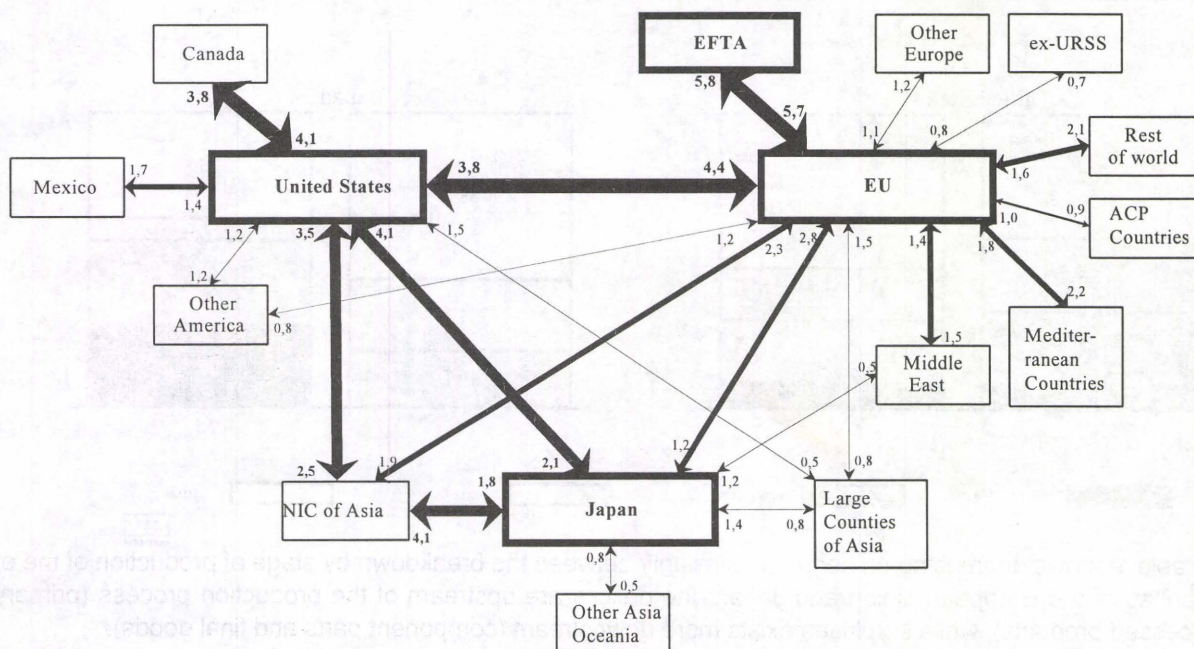 Canada
EFTA
Other
Europe
ex-URSS
3,8
5,8
1,2
0,7
4,1
5,7
1,1
0,8
2,1
Rest
of world
Mexico
1,7
1,4
United States
3,8
4,4
EU
1,6
0,9
ACP
Countries
1,2
3,5
4,1
1,5
1,2
2,3
2,8
1,5
1,4
1,0
1,8
1,2
Other
America
0,8
2,2
Mediter-
ranean
Countries
1,5
Middle
East
0,5
2,5
1,9
1,8
2,1
1,2
1,2
0,5
0,8
NIC of Asia
4,1
Japan
1,4
0,8
Large
Counties
of Asia
0,8
0,5
Other Asia
Oceania